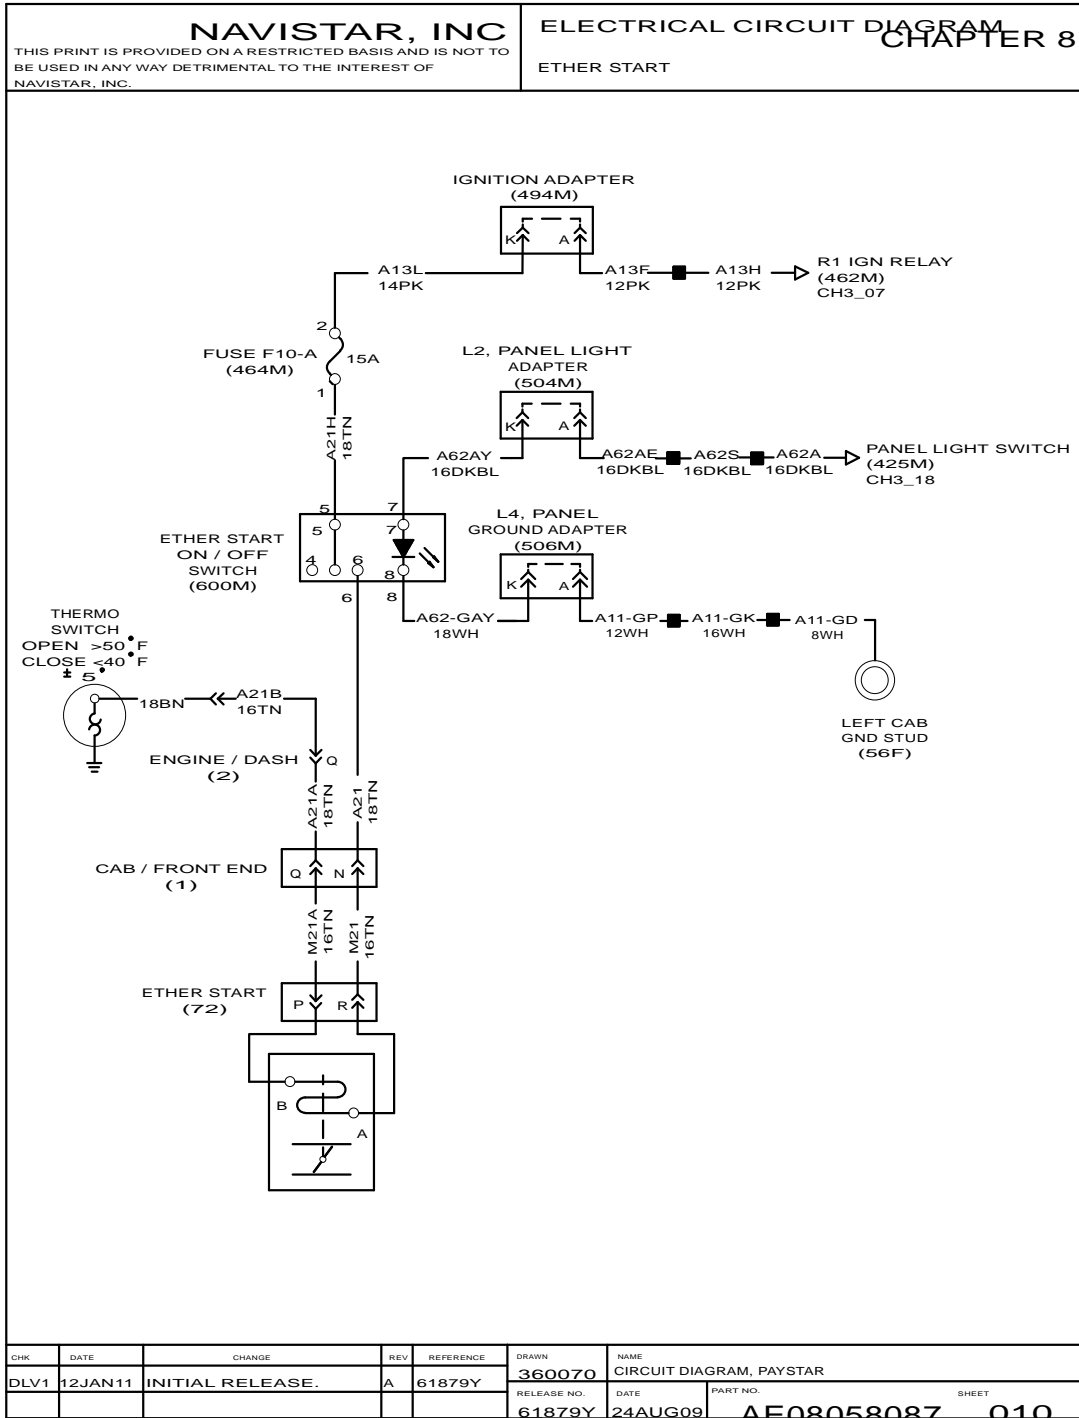 NAVISTAR, INC
THIS PRINT IS PROVIDED ON A RESTRICTED BASIS AND IS NOT TO
BE USED IN ANY WAY DETRIMENTAL TO THE INTEREST OF
NAVISTAR, INC.
ELECTRICAL CIRCUIT DIAGRAM
CHAPTER 8
ETHER START
IGNITION ADAPTER
(494M)
K A
A13L
14PK
A13F
12PK
A13H
12PK
R1 IGN RELAY
(462M)
CH3_07
2
FUSE F10-A
(464M)
15A
1
A21H
18TN
L2, PANEL LIGHT
ADAPTER
(504M)
K A
A62AY
16DKBL
A62AE
16DKBL
A62S
16DKBL
A62A
16DKBL
PANEL LIGHT SWITCH
(425M)
CH3_18
5 7
5 7
4 6 8
6 8
ETHER START
ON / OFF
SWITCH
(600M)
L4, PANEL
GROUND ADAPTER
(506M)
K A
A62-GAY
18WH
A11-GP
12WH
A11-GK
16WH
A11-GD
8WH
LEFT CAB
GND STUD
(56F)
THERMO
SWITCH
OPEN >50°F
CLOSE <40°F
± 5°
18BN
A21B
16TN
ENGINE / DASH
(2)
Q
A21A
18TN
A21
18TN
CAB / FRONT END
(1)
Q N
M21A
16TN
M21
16TN
ETHER START
(72)
P R
B
A
CHK DATE CHANGE REV REFERENCE
DLV1 12JAN11 INITIAL RELEASE. A 61879Y
DRAWN
360070
NAME
CIRCUIT DIAGRAM, PAYSTAR
RELEASE NO.
61879Y
DATE
24AUG09
PART NO.
AE08058087
SHEET
010